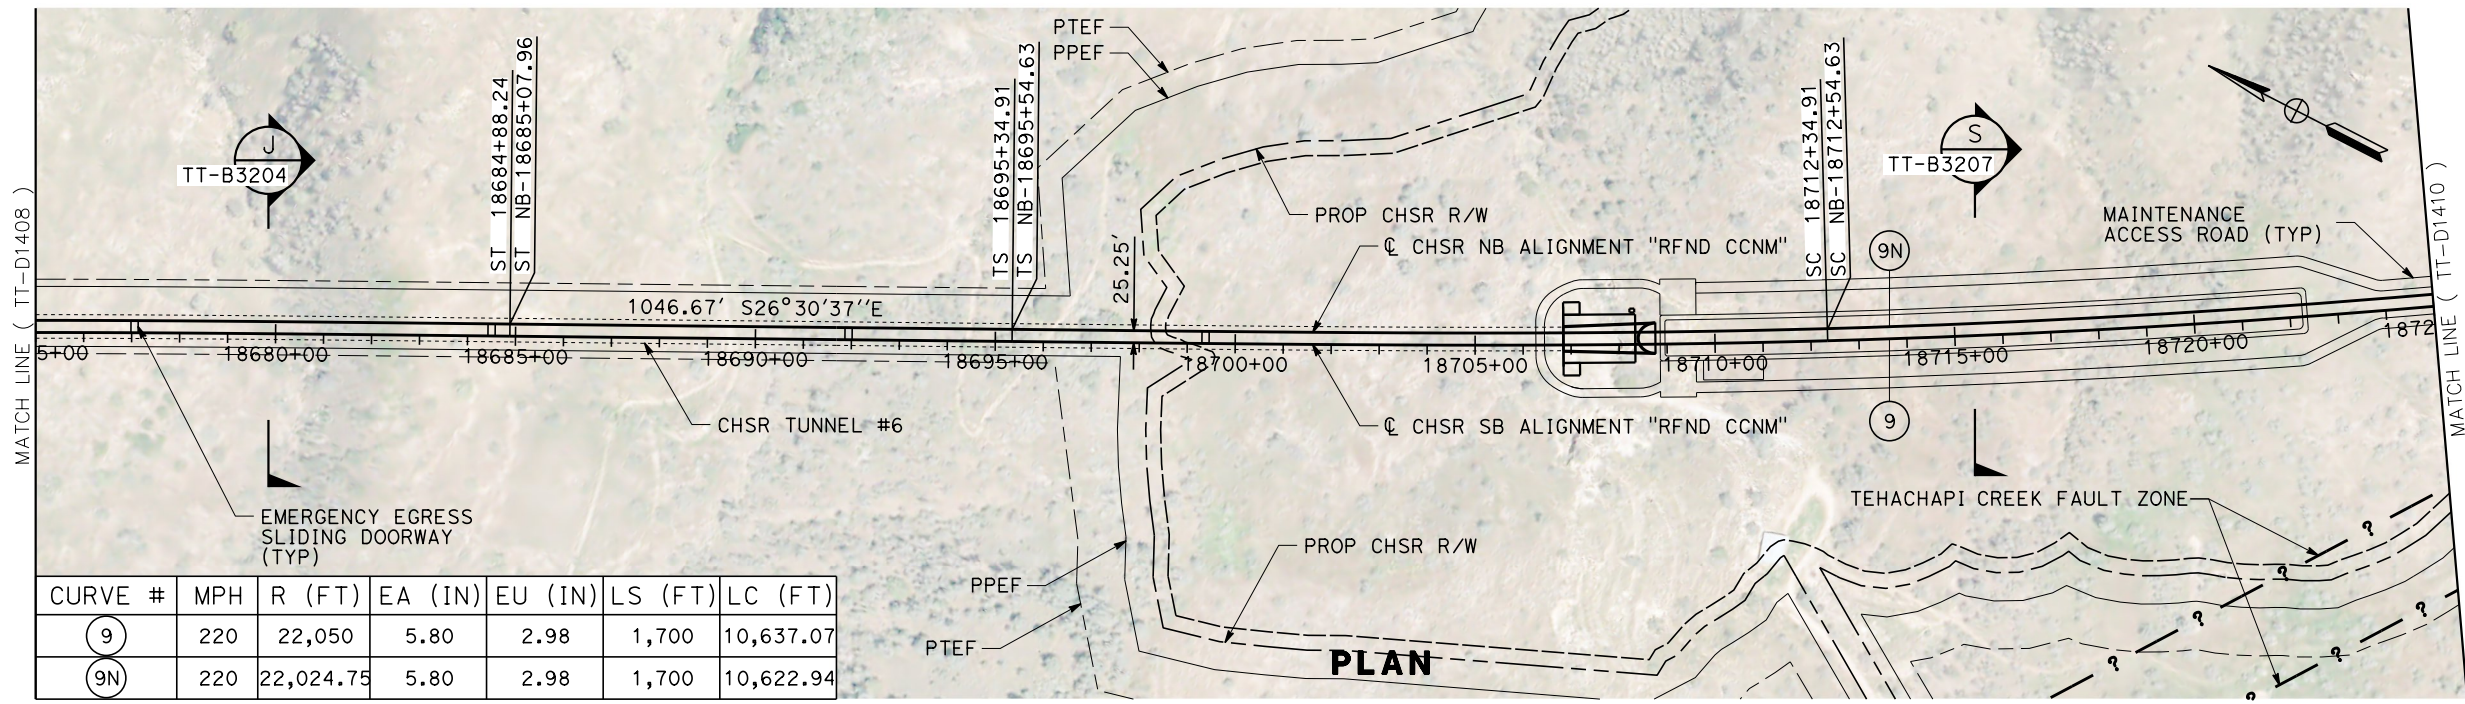 PTEF
PPEF
ST 18684+88.24
ST NB-18685+07.96
TS 18695+34.91
TS NB-18695+54.63
SC 18712+34.91
SC NB-18712+54.63
J
TT-B3204
S
TT-B3207
MATCH LINE ( TT-D1408 )
MATCH LINE ( TT-D1410 )
PROP CHSR R/W
℄ CHSR NB ALIGNMENT "RFND CCNM"
9N
MAINTENANCE
ACCESS ROAD (TYP)
25.25'
1046.67' S26°30'37''E
5+00
18680+00
18685+00
18690+00
18695+00
18700+00
18705+00
18710+00
18715+00
18720+00
1872
CHSR TUNNEL #6
℄ CHSR SB ALIGNMENT "RFND CCNM"
9
TEHACHAPI CREEK FAULT ZONE
EMERGENCY EGRESS
SLIDING DOORWAY
(TYP)
PROP CHSR R/W
PPEF
PTEF
? ? ? ? ? ? ?
CURVE # MPH R (FT) EA (IN) EU (IN) LS (FT) LC (FT)
9 220 22,050 5.80 2.98 1,700 10,637.07
9N 220 22,024.75 5.80 2.98 1,700 10,622.94
PLAN